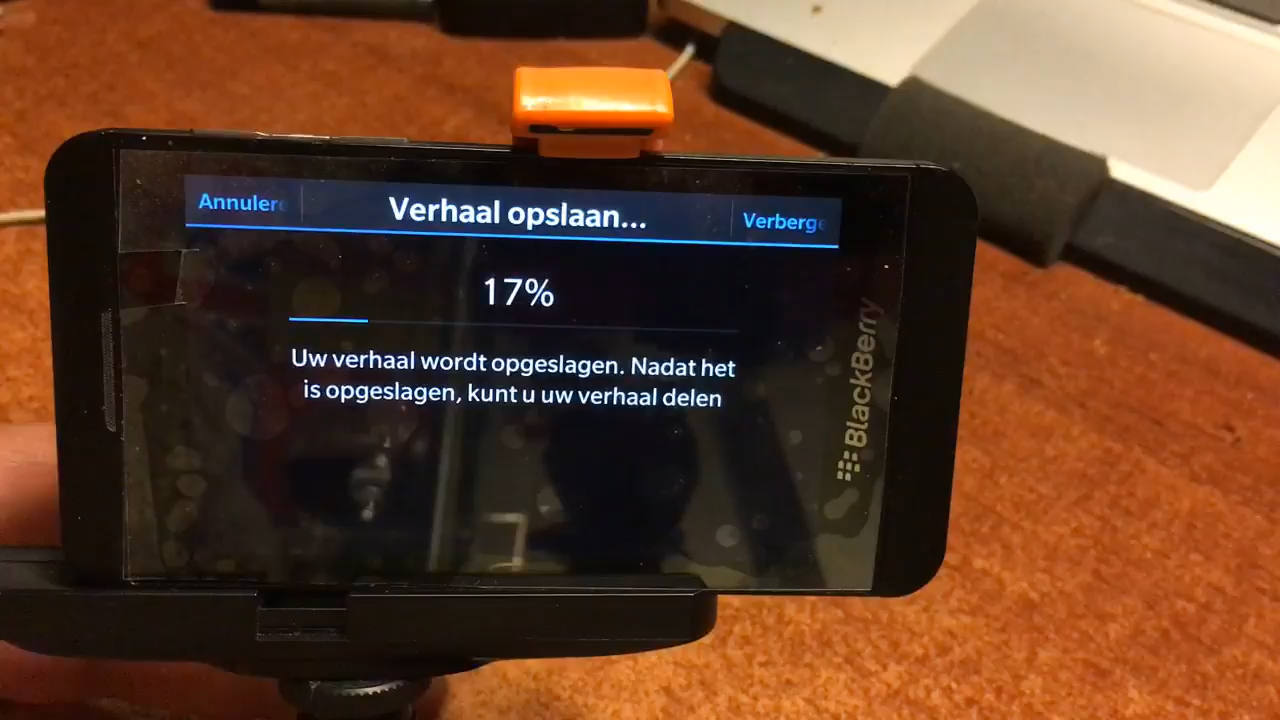 Annulere
Verhaal opslaan...
Verberge
17%
Uw verhaal wordt opgeslagen. Nadat het
is opgeslagen, kunt u uw verhaal delen
BlackBerry